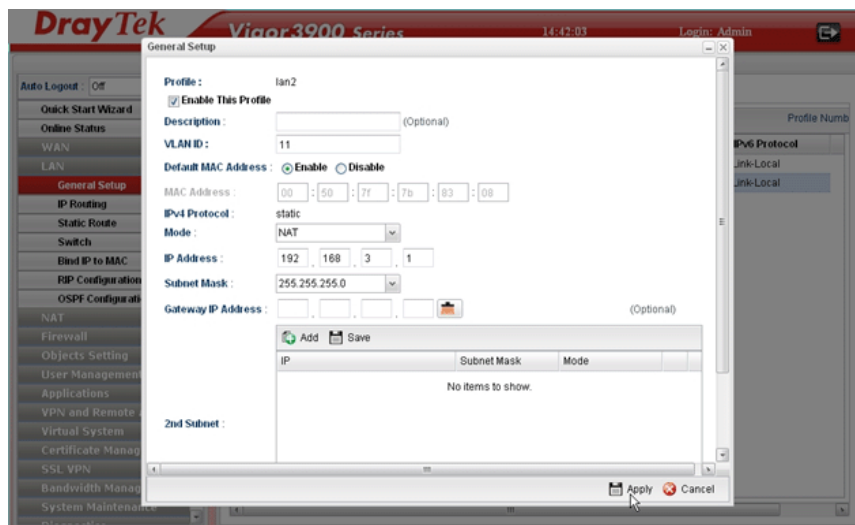 DrayTek Vigor3900 Series 14:42:03 Login: Admin
General Setup
Auto Logout : Off
Quick Start Wizard
Online Status
WAN
LAN
General Setup
IP Routing
Static Route
Switch
Bind IP to MAC
RIP Configuration
OSPF Configurati
NAT
Firewall
Objects Setting
User Management
Applications
VPN and Remote
Virtual System
Certificate Manag
SSL VPN
Bandwidth Manag
System Maintenance
Diagnostics
Profile : lan2
Enable This Profile
Description : (Optional)
VLAN ID : 11
Default MAC Address : Enable Disable
MAC Address : 00 : 50 : 7f : 7b : 83 : 08
IPv4 Protocol : static
Mode : NAT
IP Address : 192 . 168 . 3 . 1
Subnet Mask : 255.255.255.0
Gateway IP Address : . . . (Optional)
Add Save
IP Subnet Mask Mode
No items to show.
2nd Subnet :
Apply Cancel
Profile Numb
IPv6 Protocol
Link-Local
Link-Local